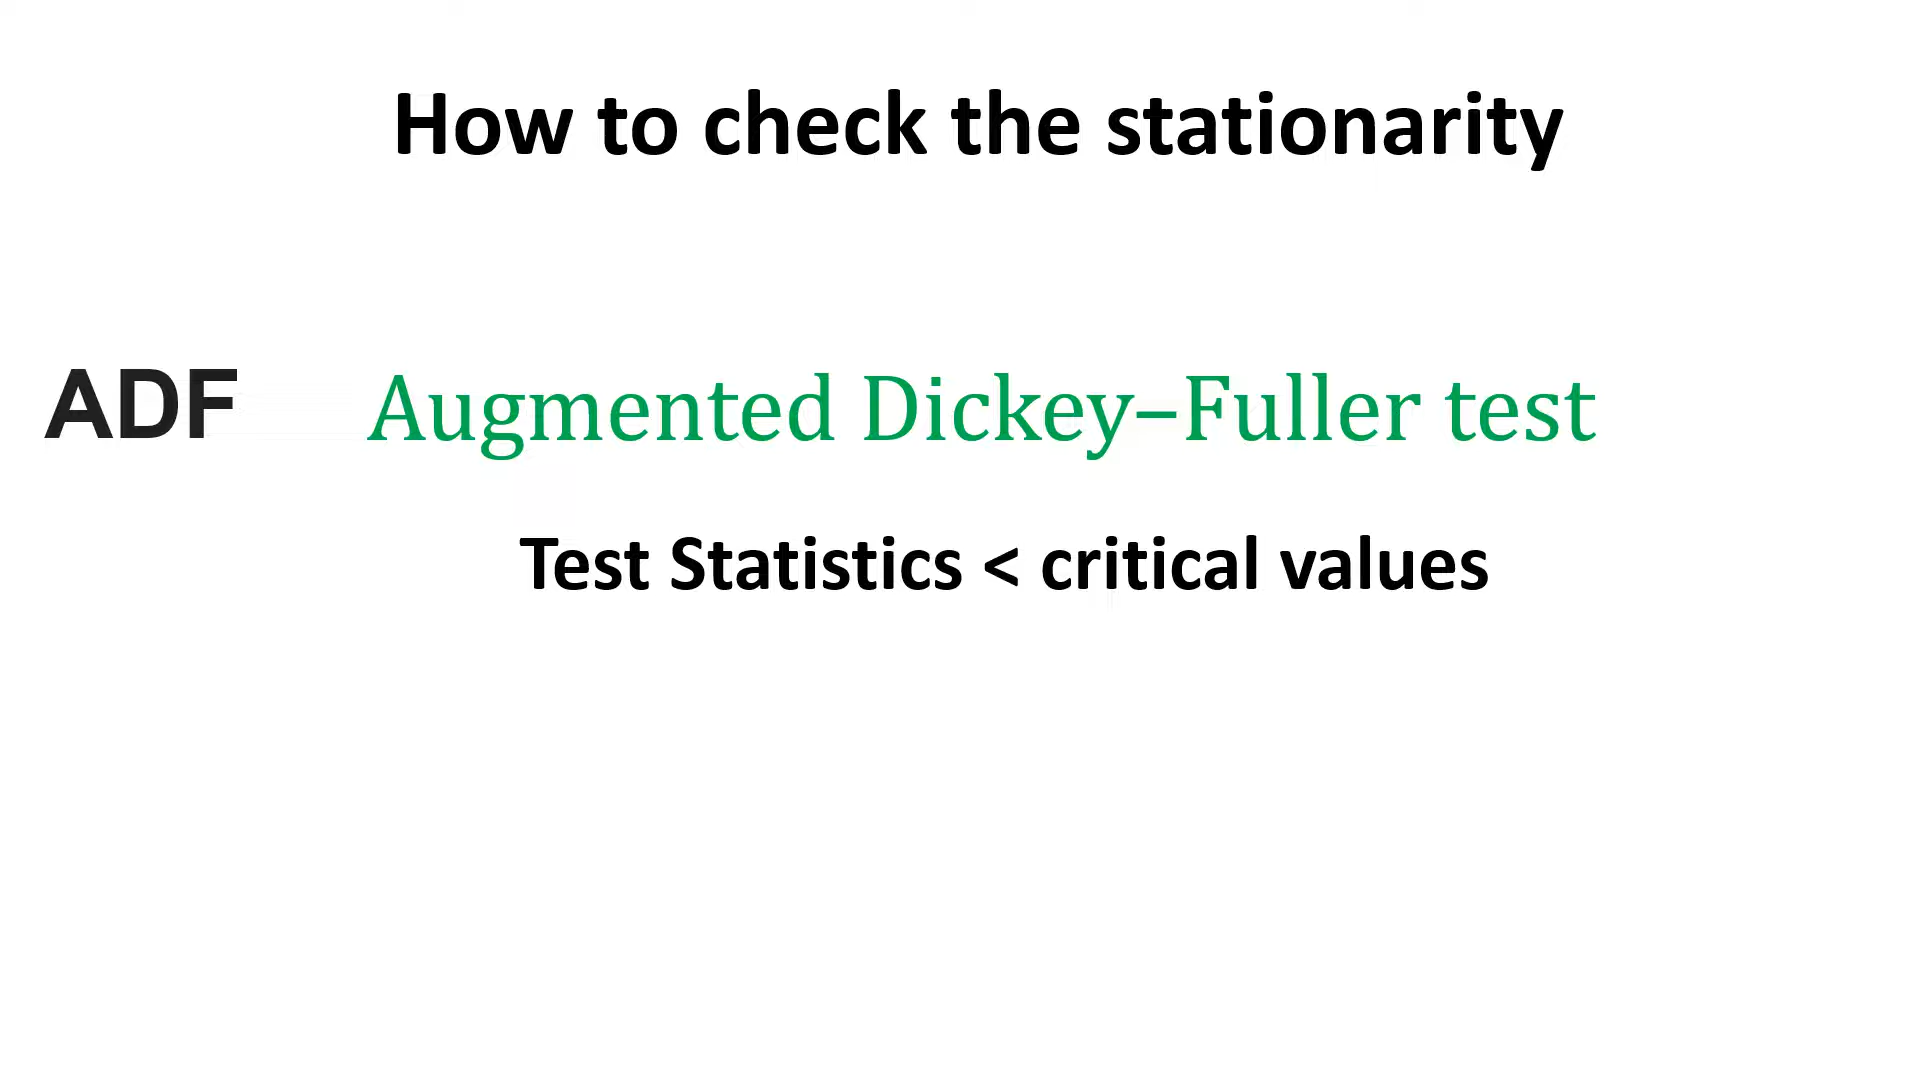 How to check the stationarity
ADF Augmented Dickey–Fuller test
Test Statistics < critical values